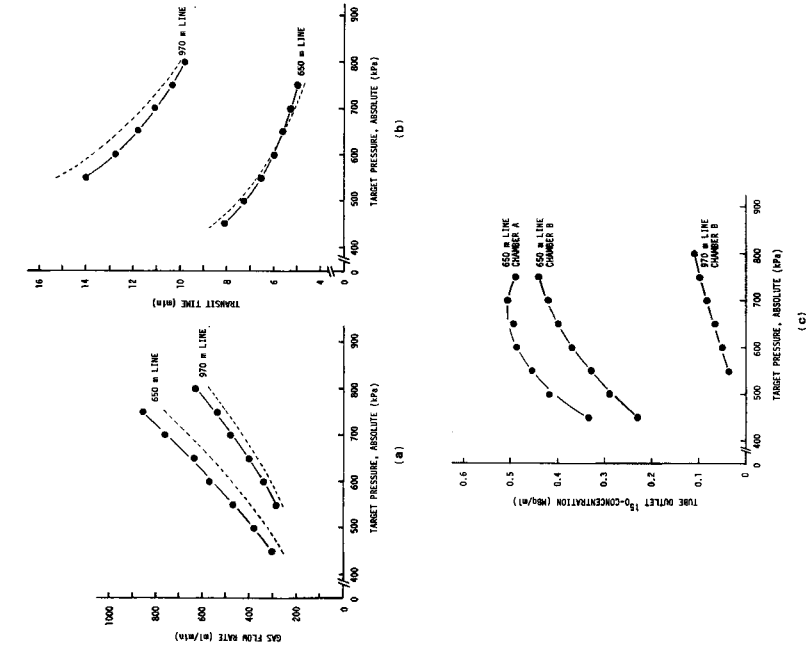 GAS FLOW RATE (ml/min)
1000
800
600
400
200
0
650 m LINE
970 m LINE
0 400 500 600 700 800 900
TARGET PRESSURE, ABSOLUTE (kPa)
(a)
TRANSIT TIME (min)
16
14
12
10
8
6
4
0
970 m LINE
650 m LINE
0 400 500 600 700 800 900
TARGET PRESSURE, ABSOLUTE (kPa)
(b)
TUBE OUTLET ¹⁵O-CONCENTRATION (MBq/ml)
0.6
0.5
0.4
0.3
0.2
0.1
0
650 m LINE
CHAMBER A
650 m LINE
CHAMBER B
970 m LINE
CHAMBER B
0 400 500 600 700 800 900
TARGET PRESSURE, ABSOLUTE (kPa)
(c)